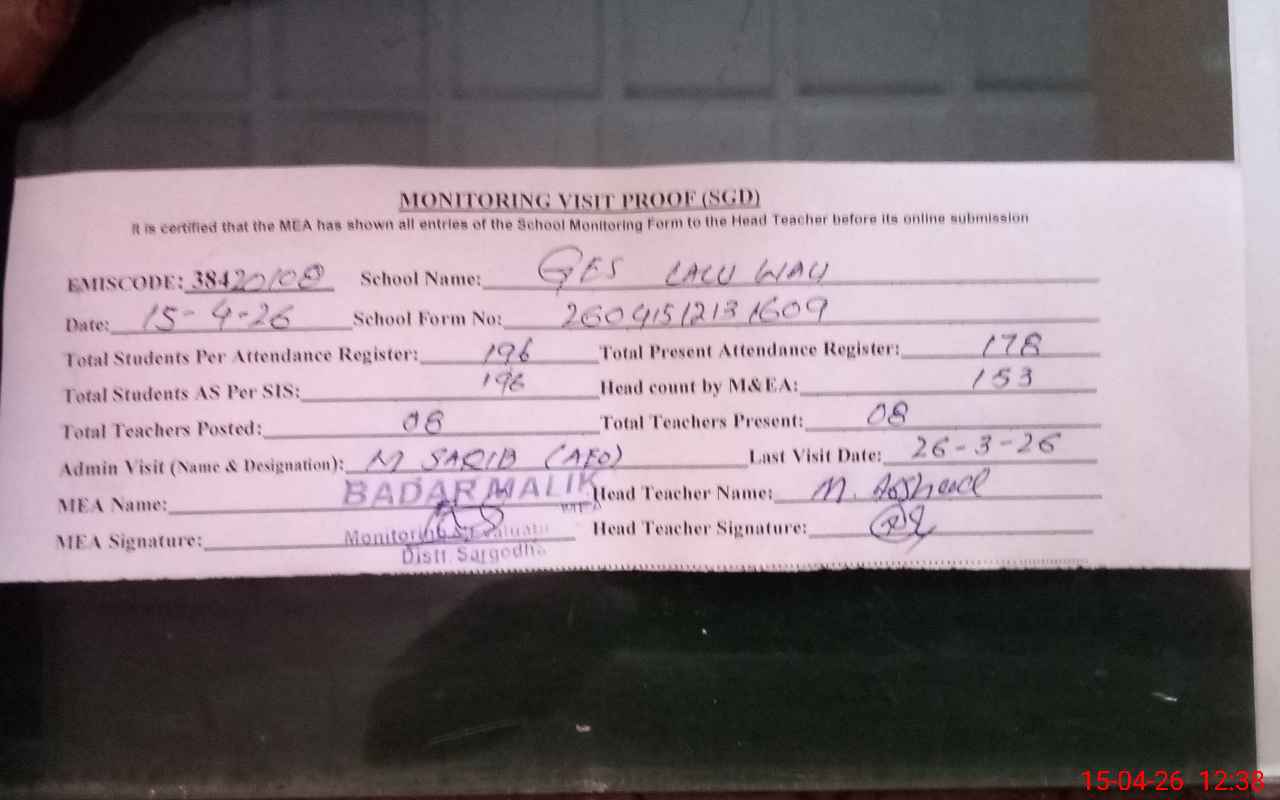 MONITORING VISIT PROOF (SGD)
It is certified that the MEA has shown all entries of the School Monitoring Form to the Head Teacher before its online submission
EMISCODE: 38420108 School Name: GES LALU WALI
Date: 15-4-26 School Form No: 26041512131609
Total Students Per Attendance Register: 196 Total Present Attendance Register: 178
Total Students AS Per SIS: 196 Head count by M&EA: 153
Total Teachers Posted: 08 Total Teachers Present: 08
Admin Visit (Name & Designation): M SAQIB (AEO) Last Visit Date: 26-3-26
MEA Name: BADAR MALIK Head Teacher Name: M.
MEA Signature: Monitoring & Head Teacher Signature:
Distt. Sargodha
15-04-26 12:38